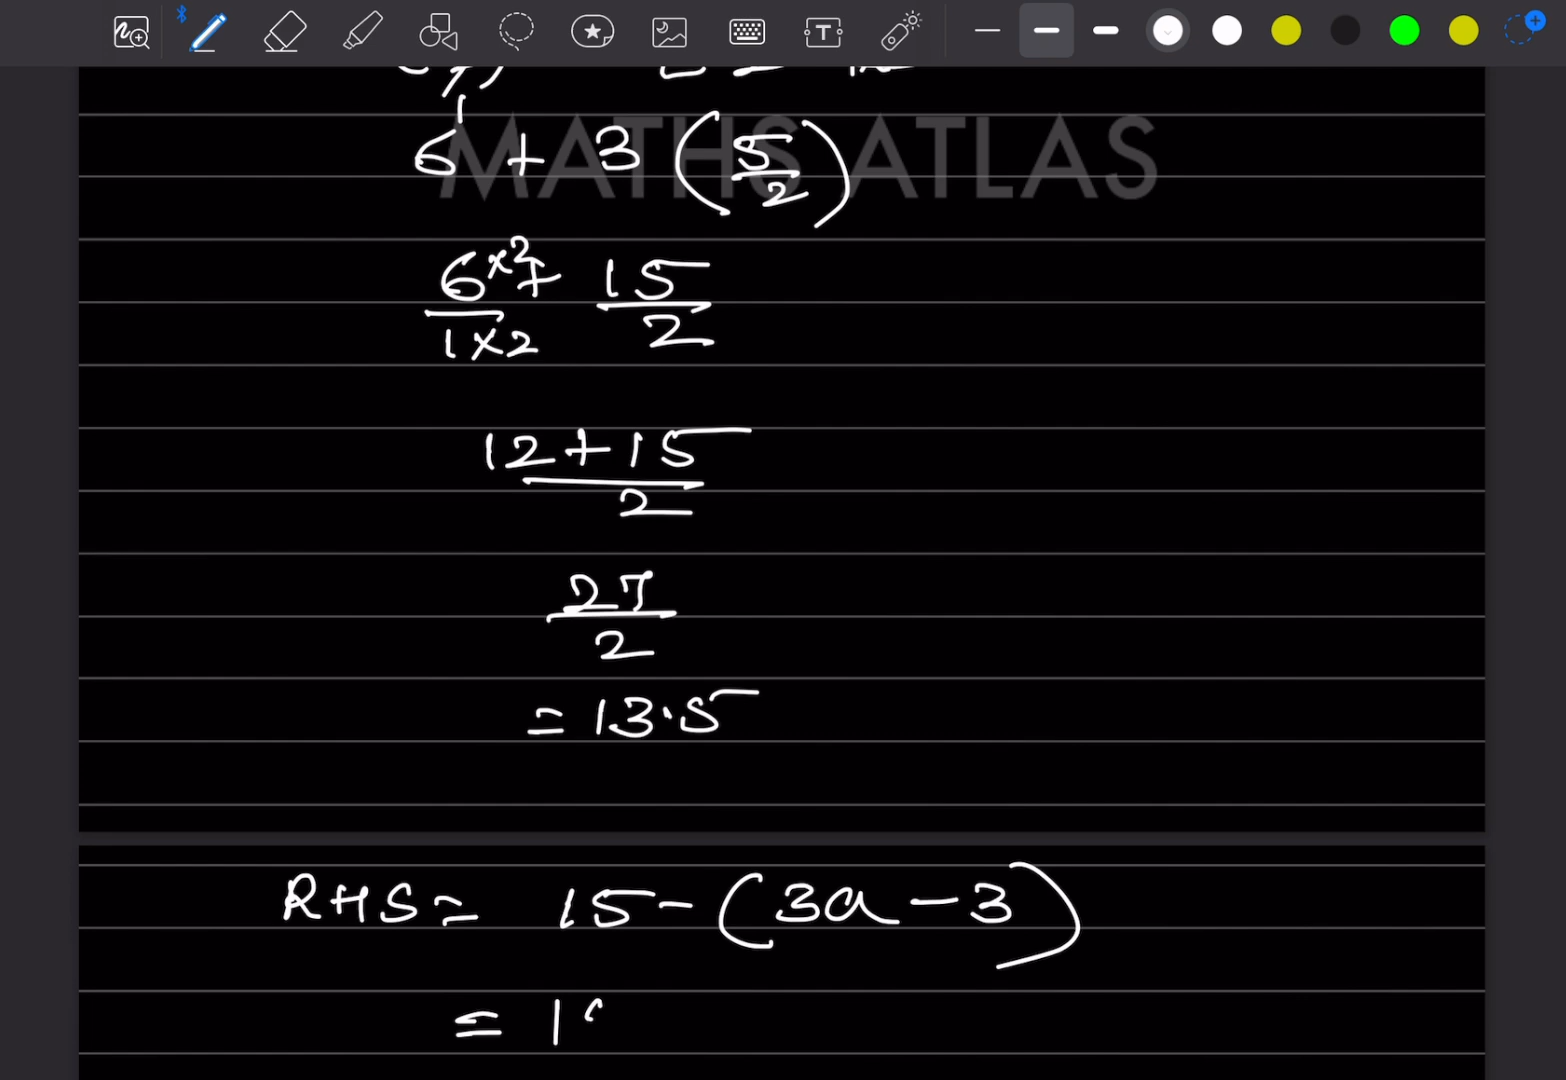 MATHS ATLAS
6 + 3 (5/2)
6×2/1×2 + 15/2
12+15/2
27/2
= 13.5
RHS = 15 - (3a - 3)
= 1